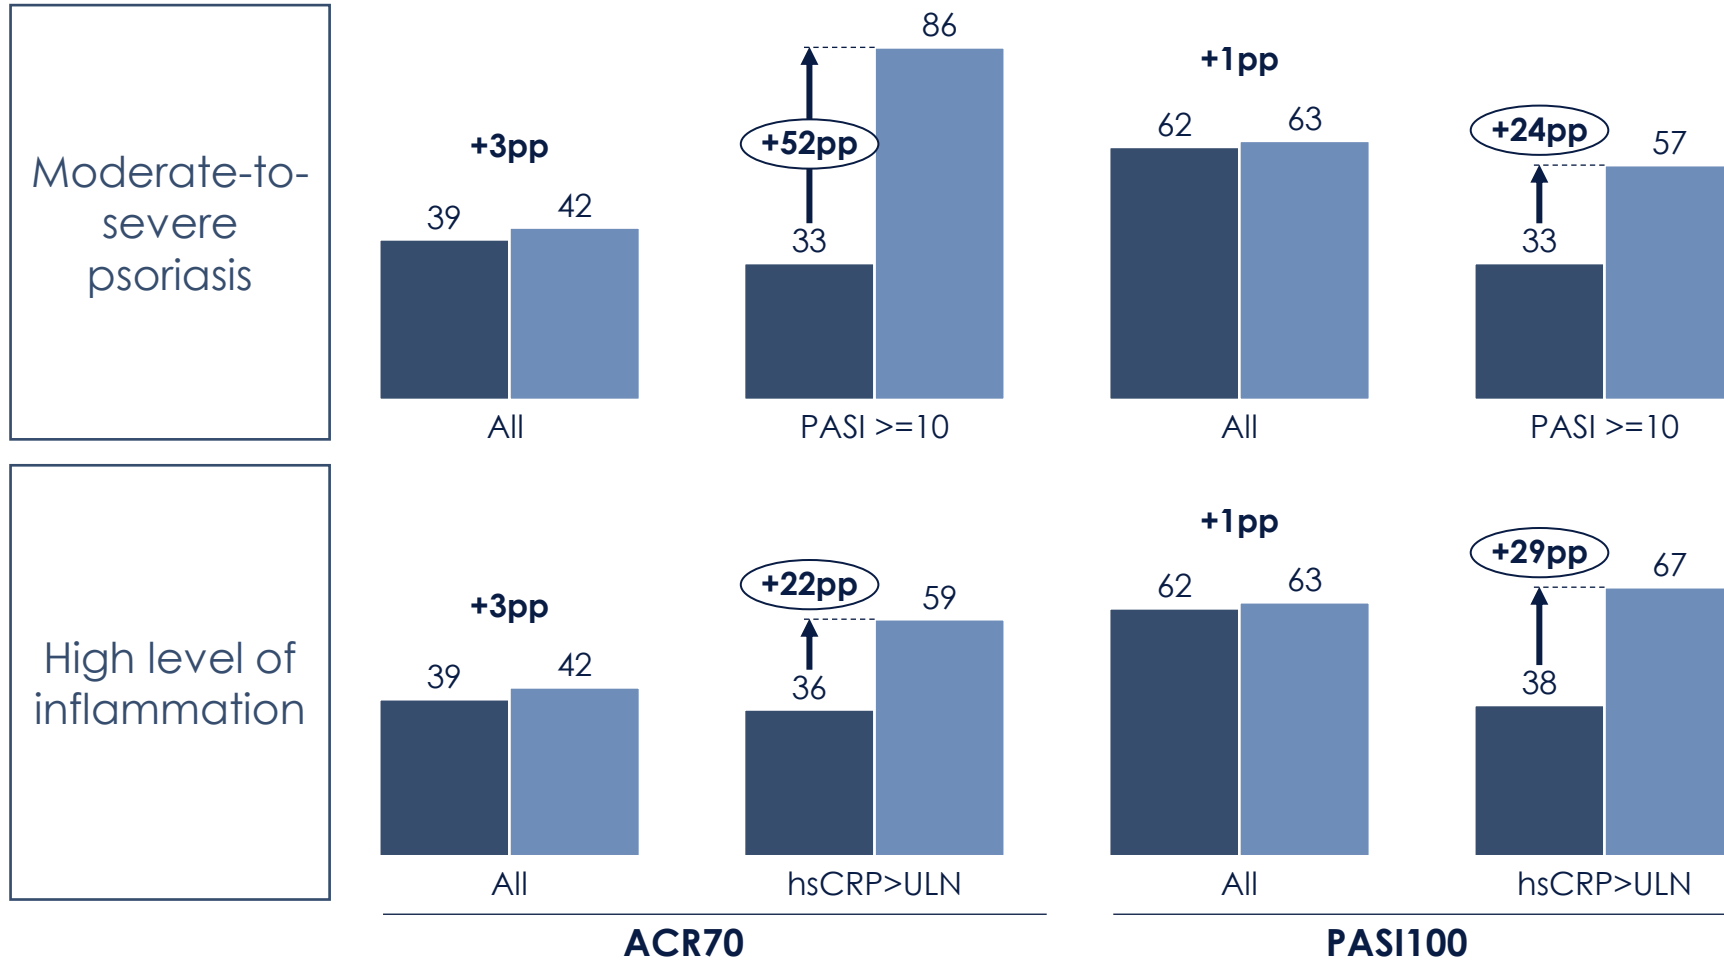 Moderate-to-
severe
psoriasis
+3pp
39
42
All
86
+52pp
33
PASI >=10
+1pp
62
63
All
+24pp
57
33
PASI >=10
High level of
inflammation
+3pp
39
42
All
+22pp
59
36
hsCRP>ULN
+1pp
62
63
All
+29pp
67
38
hsCRP>ULN
ACR70
PASI100